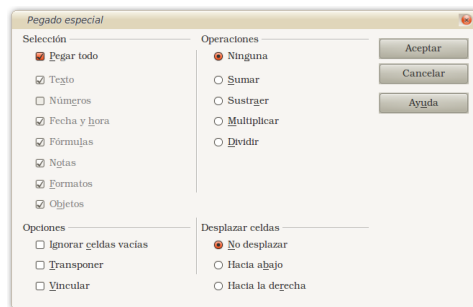 Pegado especial
Selección
Pegar todo
Texto
Números
Fecha y hora
Fórmulas
Notas
Formatos
Objetos
Operaciones
Ninguna
Sumar
Sustraer
Multiplicar
Dividir
Aceptar
Cancelar
Ayuda
Opciones
Ignorar celdas vacías
Transponer
Vincular
Desplazar celdas
No desplazar
Hacia abajo
Hacia la derecha